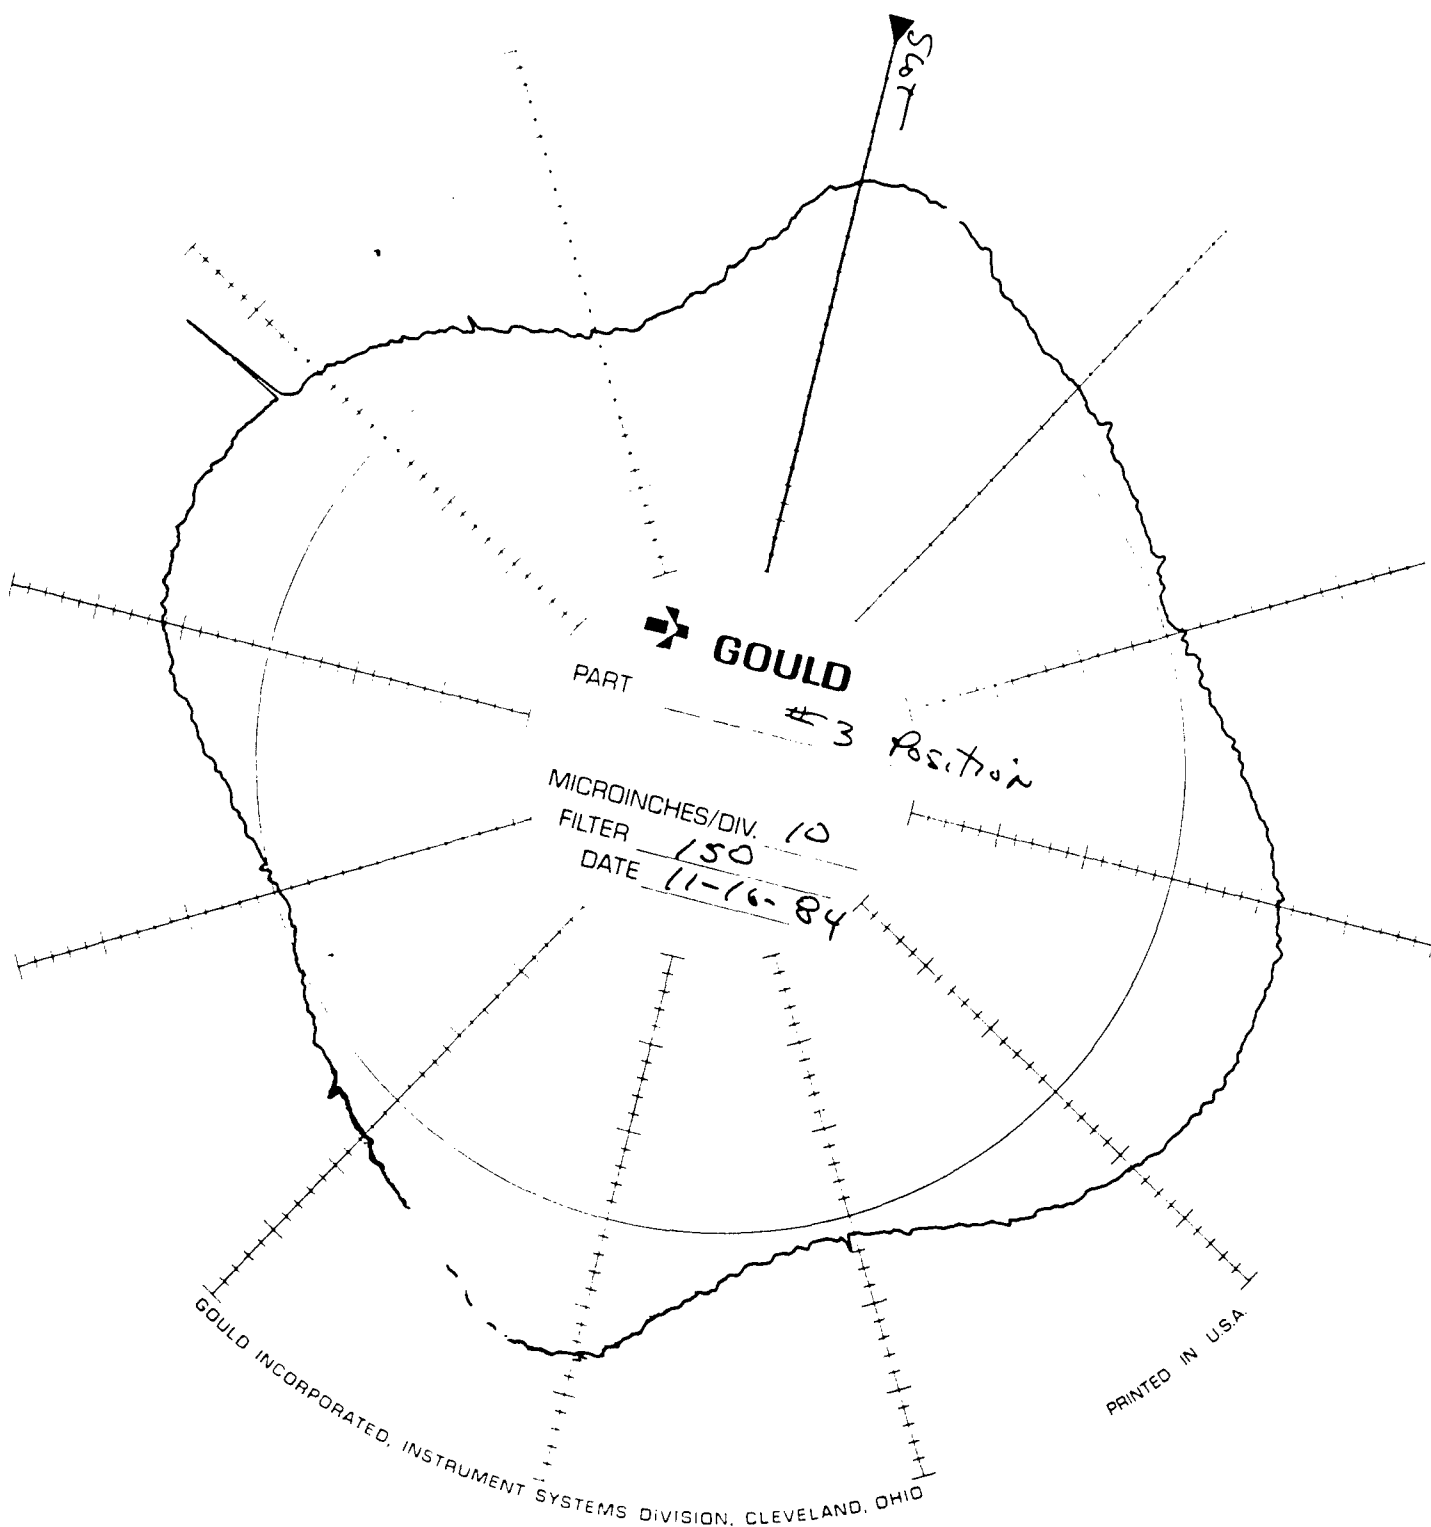 Slot
GOULD
PART #3 Position
MICROINCHES/DIV. 10
FILTER 150
DATE 11-16-84
GOULD INCORPORATED, INSTRUMENT SYSTEMS DIVISION, CLEVELAND, OHIO
PRINTED IN U.S.A.